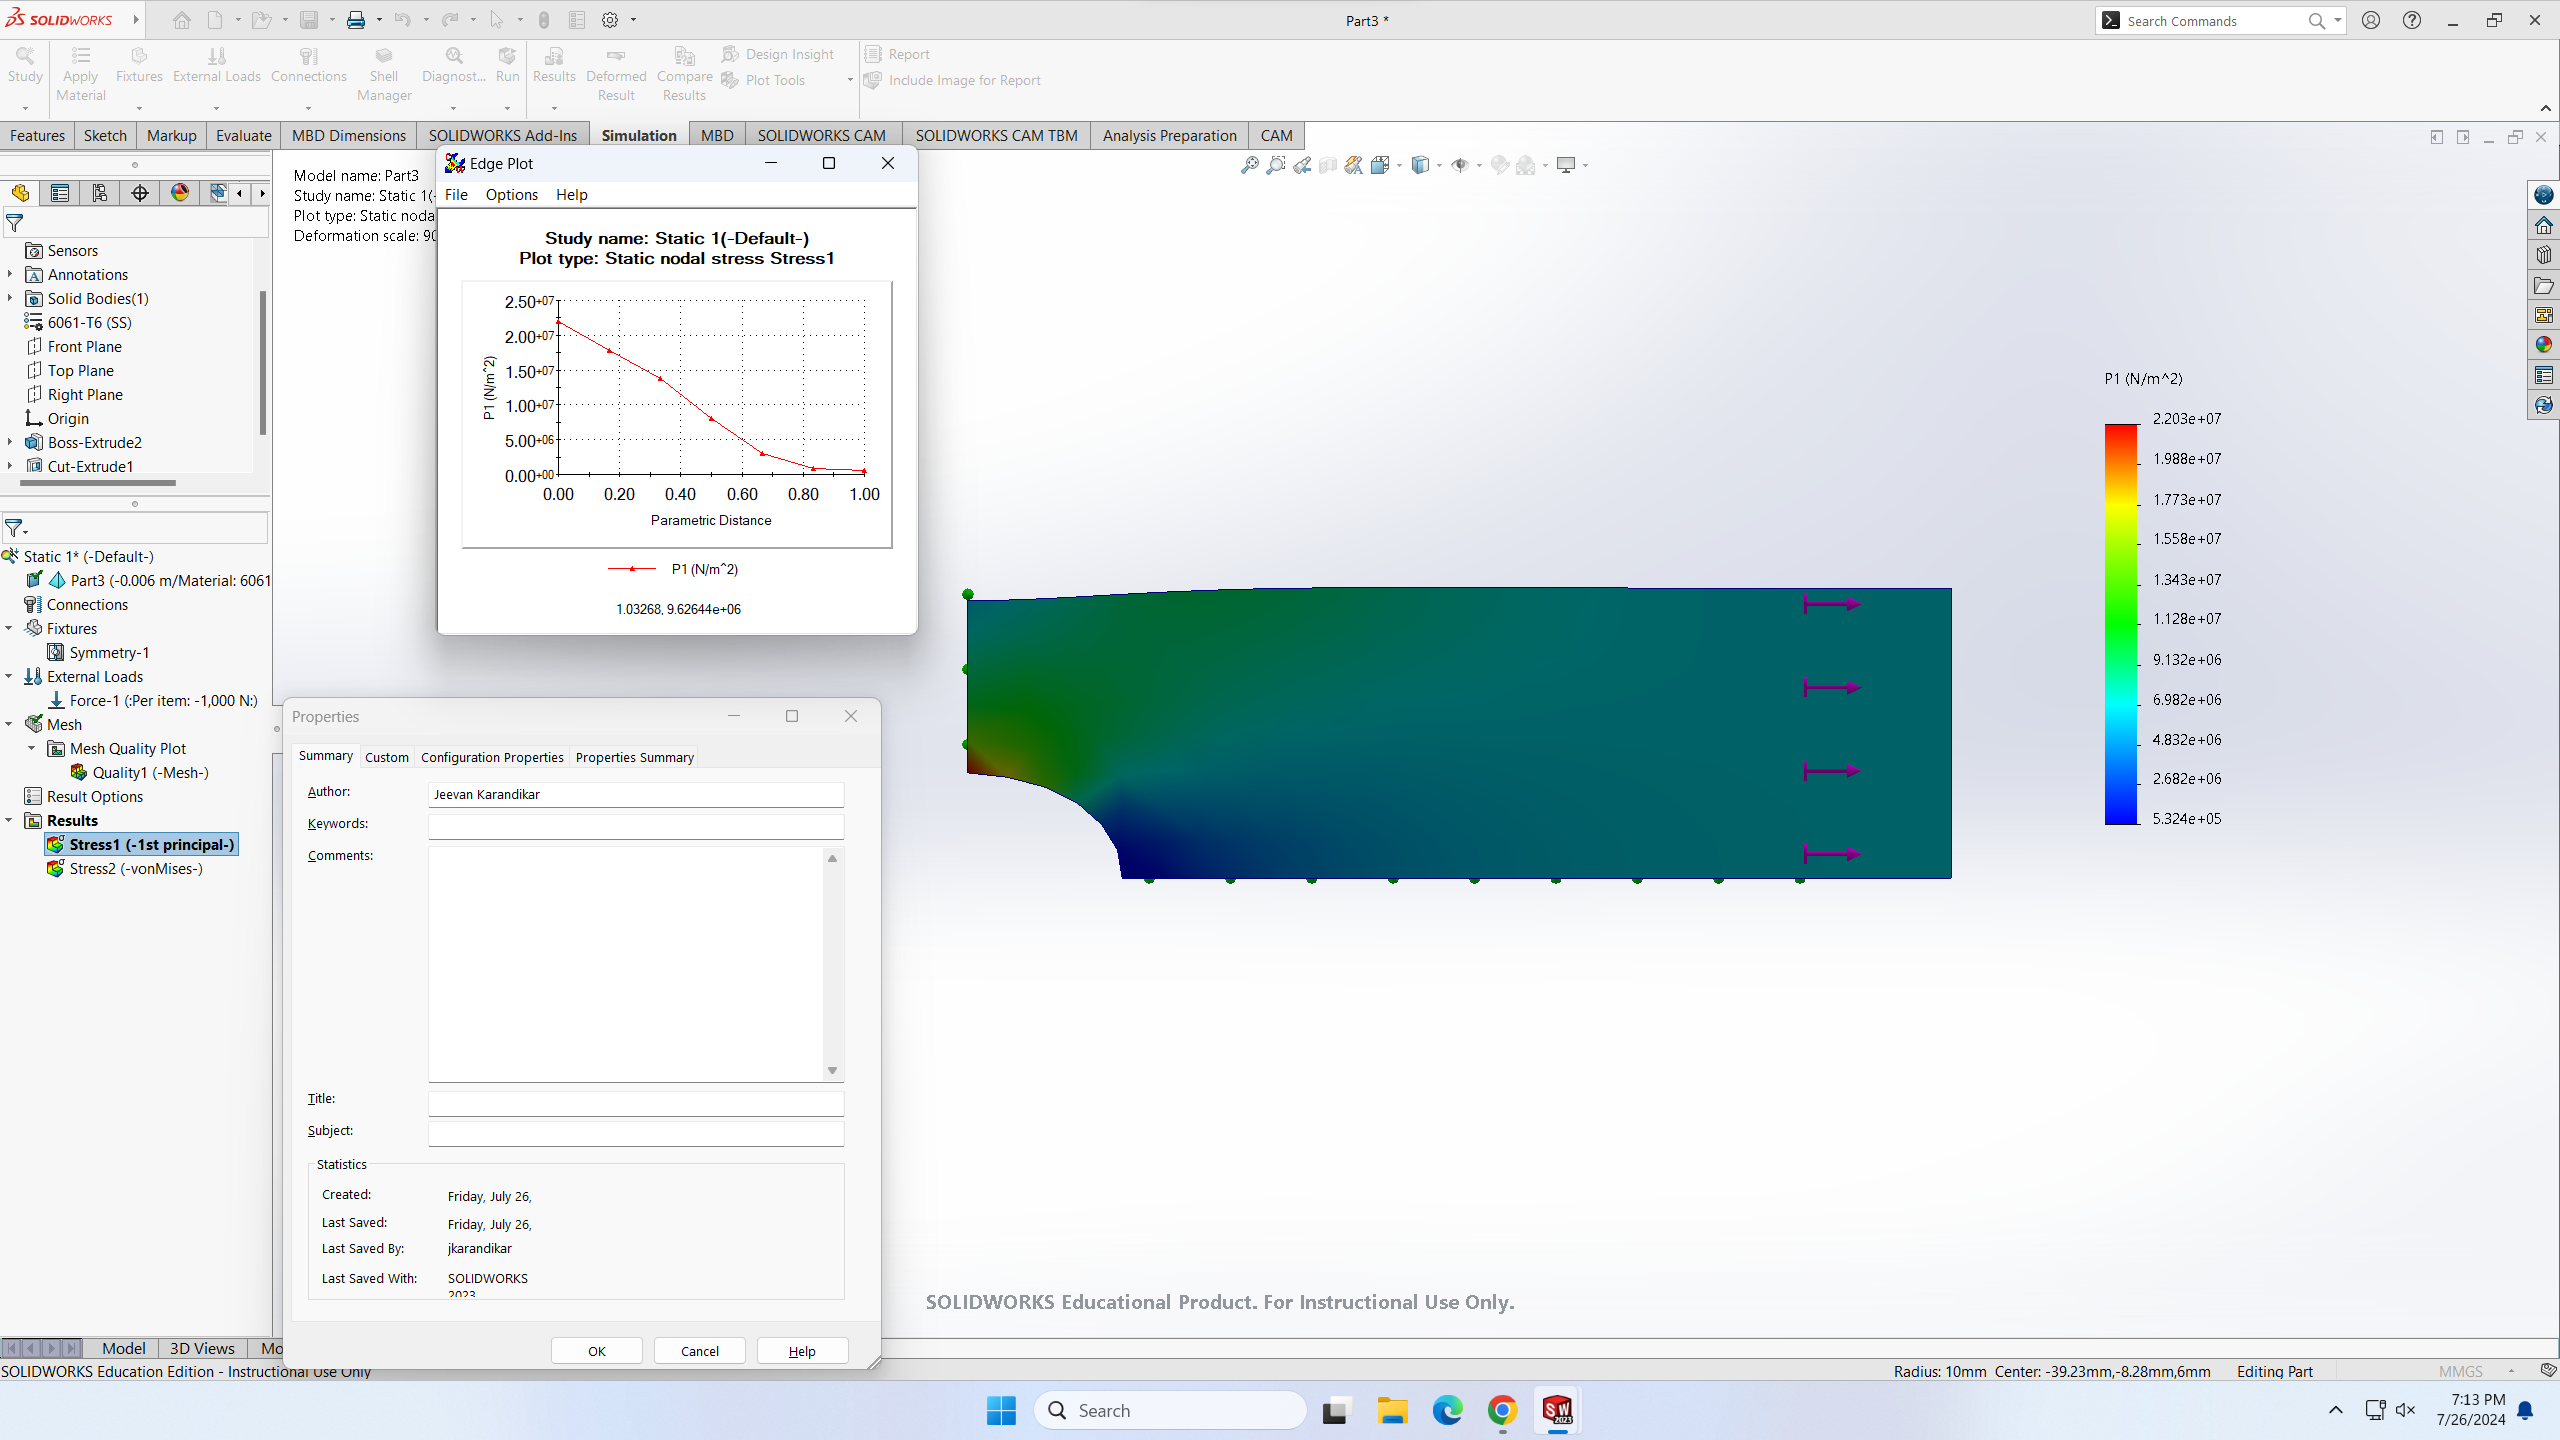 SOLIDWORKS
Part3 *
Search Commands
Study
Apply Material
Fixtures
External Loads
Connections
Shell Manager
Diagnost...
Run
Results
Deformed Result
Compare Results
Design Insight
Plot Tools
Report
Include Image for Report
Features
Sketch
Markup
Evaluate
MBD Dimensions
SOLIDWORKS Add-Ins
Simulation
MBD
SOLIDWORKS CAM
SOLIDWORKS CAM TBM
Analysis Preparation
CAM
Sensors
Annotations
Solid Bodies(1)
6061-T6 (SS)
Front Plane
Top Plane
Right Plane
Origin
Boss-Extrude2
Cut-Extrude1
Static 1* (-Default-)
Part3 (-0.006 m/Material: 6061
Connections
Fixtures
Symmetry-1
External Loads
Force-1 (:Per item: -1,000 N:)
Mesh
Mesh Quality Plot
Quality1 (-Mesh-)
Result Options
Results
Stress1 (-1st principal-)
Stress2 (-vonMises-)
Model name: Part3
Study name: Static 1(-
Plot type: Static noda
Deformation scale: 90
Edge Plot
File
Options
Help
Study name: Static 1(-Default-)
Plot type: Static nodal stress Stress1
2.50+07
2.00+07
1.50+07
1.00+07
5.00+06
0.00+00
P1 (N/m^2)
0.00 0.20 0.40 0.60 0.80 1.00
Parametric Distance
P1 (N/m^2)
1.03268, 9.62644e+06
Properties
Summary
Custom
Configuration Properties
Properties Summary
Author:
Jeevan Karandikar
Keywords:
Comments:
Title:
Subject:
Statistics
Created:
Friday, July 26,
Last Saved:
Friday, July 26,
Last Saved By:
jkarandikar
Last Saved With:
SOLIDWORKS
2023
OK
Cancel
Help
P1 (N/m^2)
2.203e+07
1.988e+07
1.773e+07
1.558e+07
1.343e+07
1.128e+07
9.132e+06
6.982e+06
4.832e+06
2.682e+06
5.324e+05
SOLIDWORKS Educational Product. For Instructional Use Only.
Model
3D Views
Mo
SOLIDWORKS Education Edition - Instructional Use Only
Radius: 10mm Center: -39.23mm,-8.28mm,6mm
Editing Part
MMGS
Search
SW
2023
7:13 PM
7/26/2024